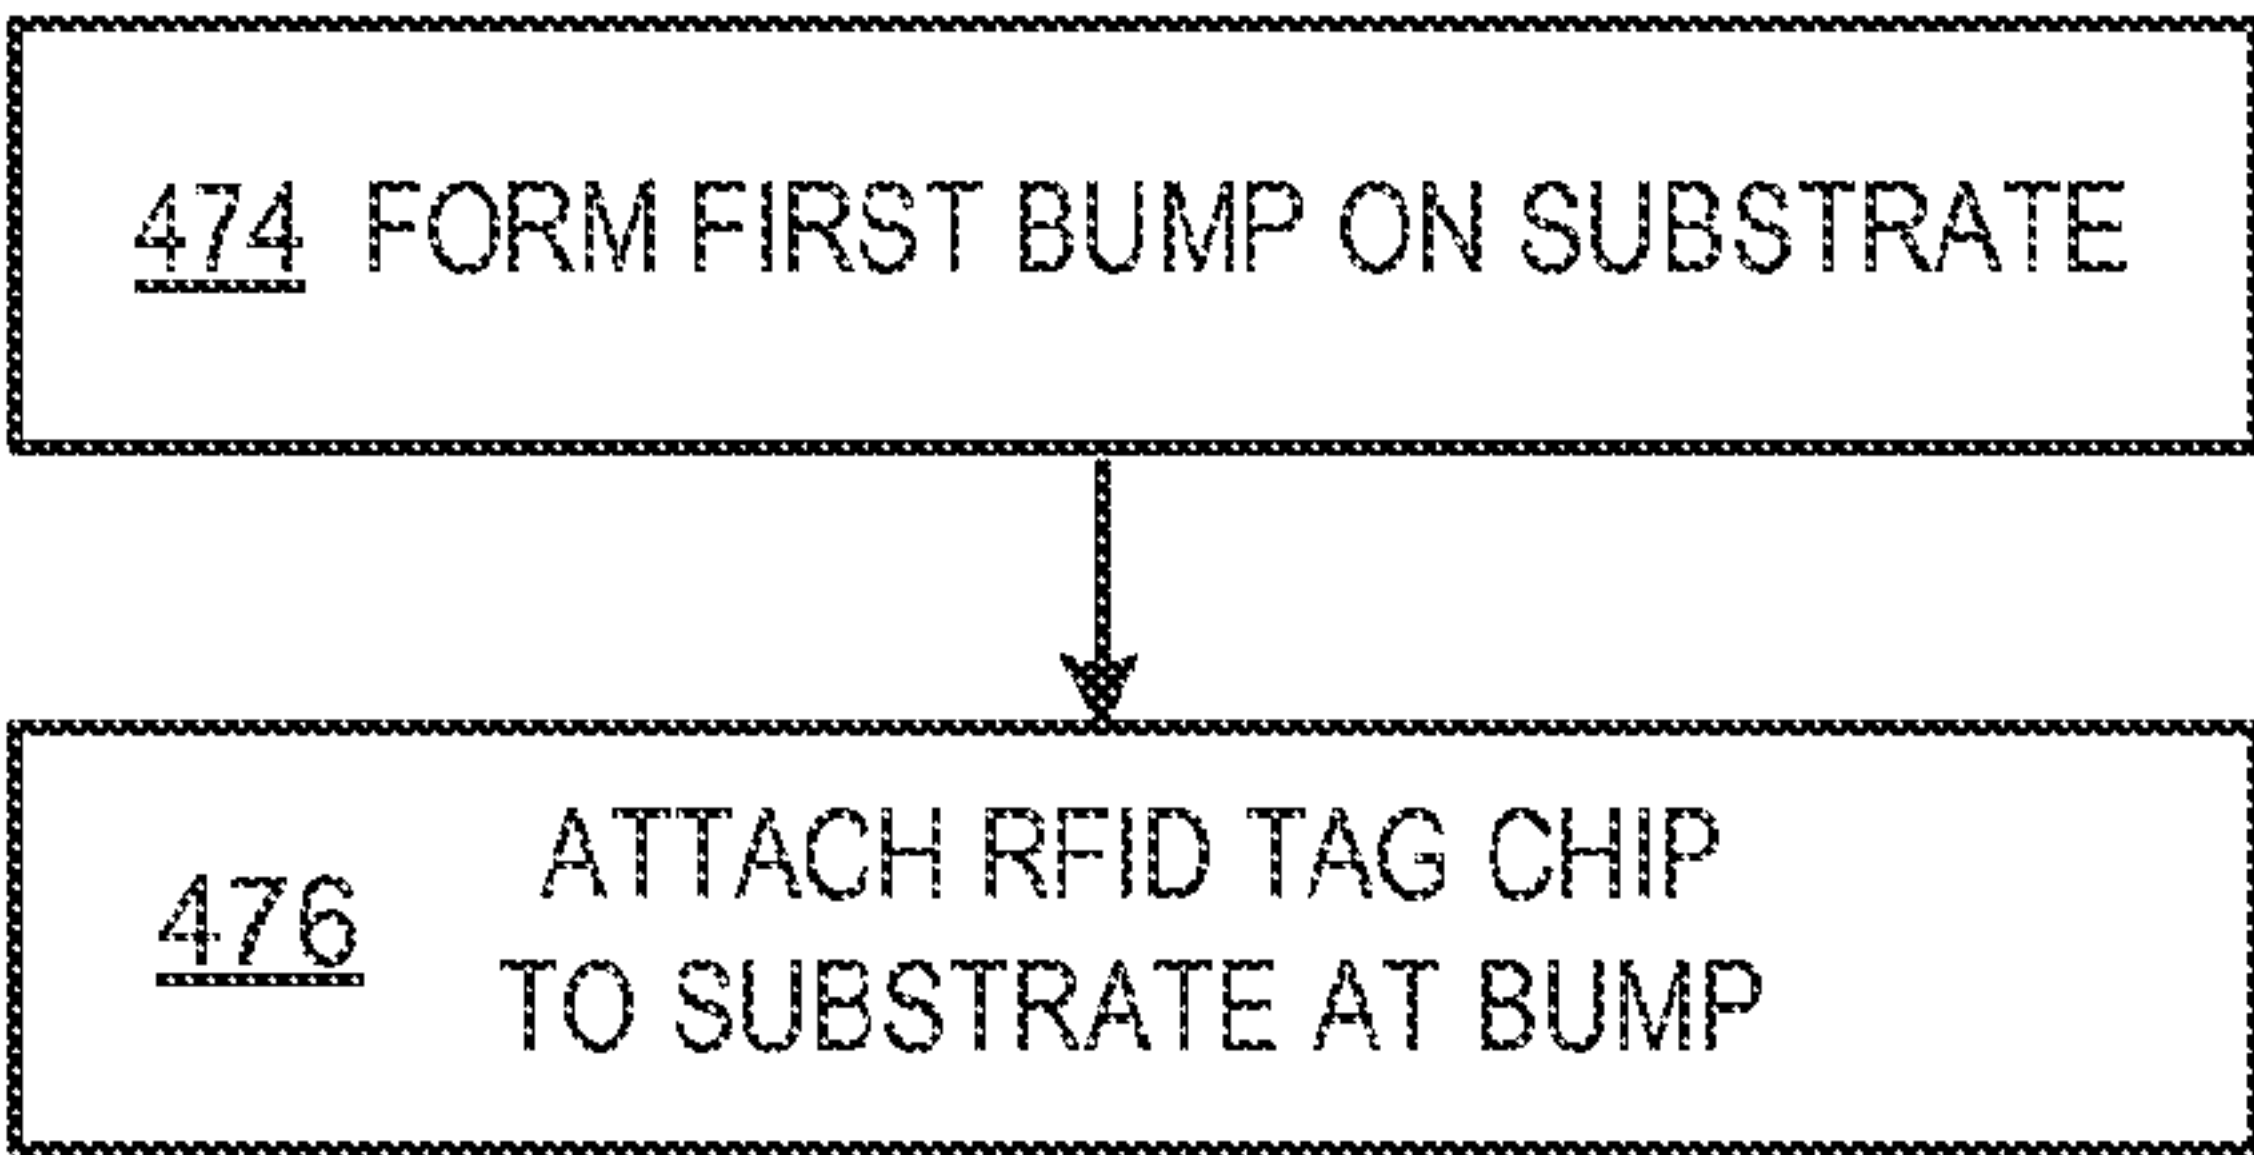 474 FORM FIRST BUMP ON SUBSTRATE
476 ATTACH RFID TAG CHIP
TO SUBSTRATE AT BUMP